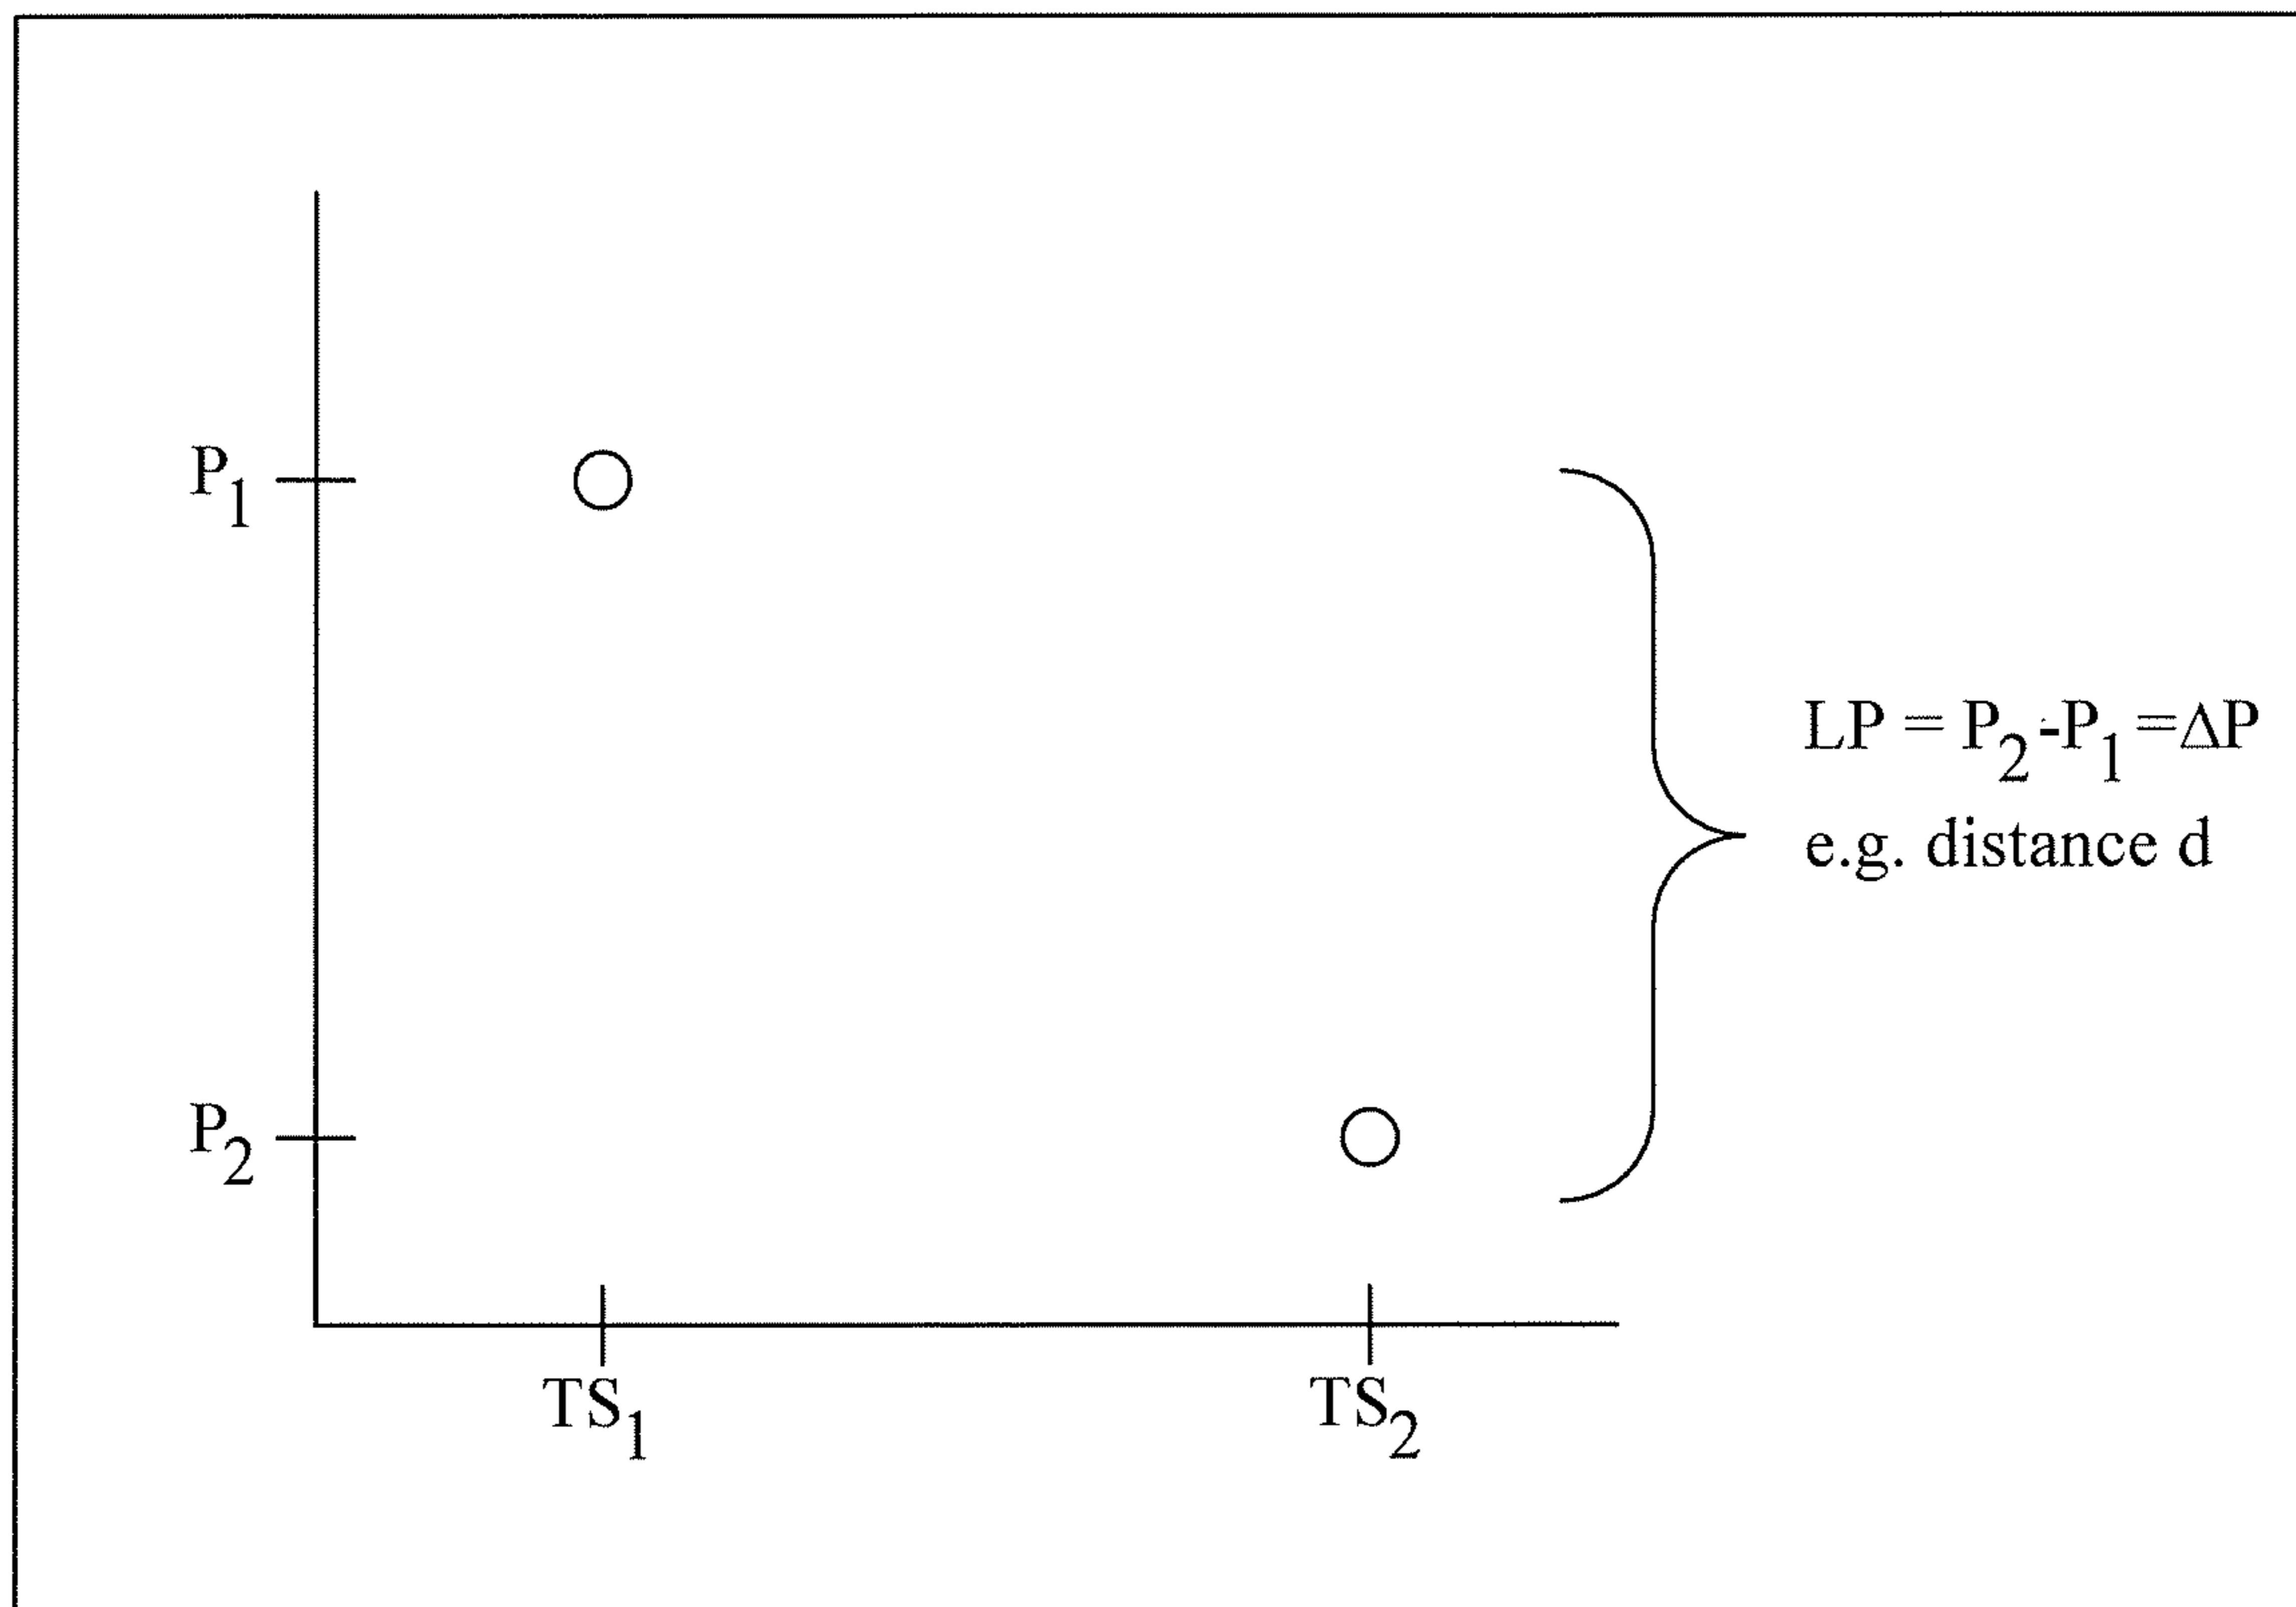 P1
LP = P2-P1=ΔP
e.g. distance d
P2
TS1
TS2